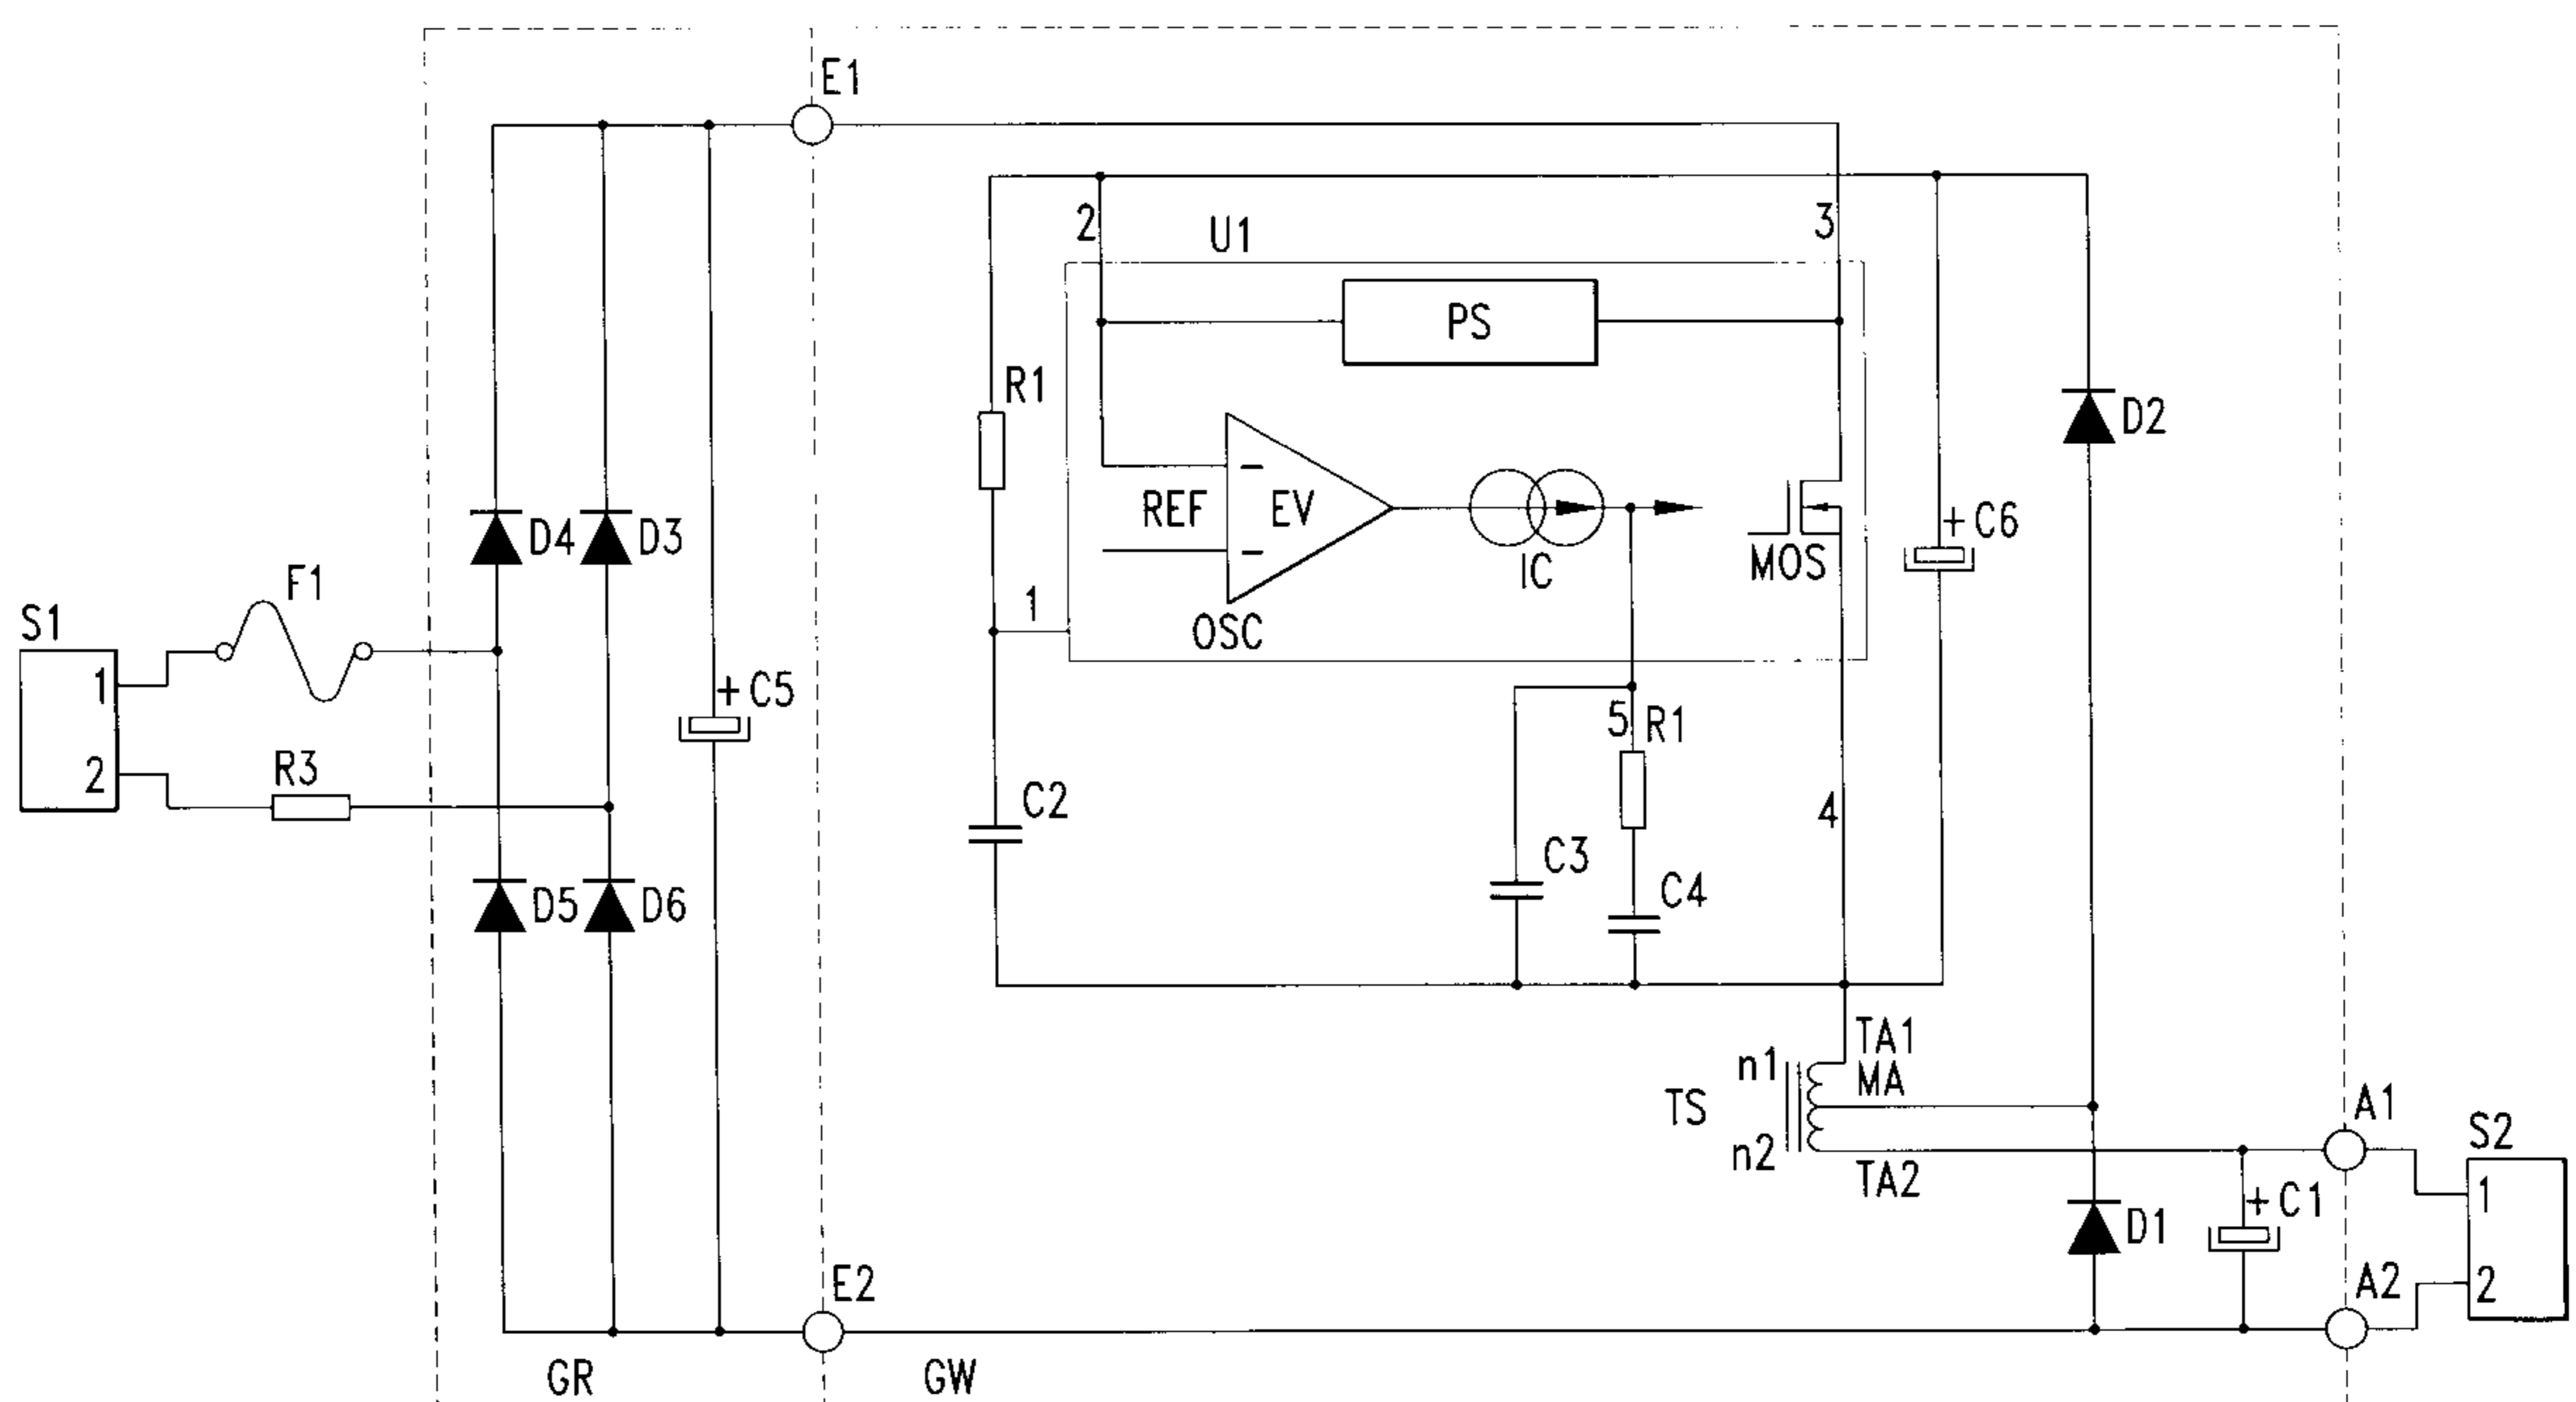 E1
2
U1
3
PS
R1
D2
REF
EV
D4
D3
+
C6
MOS
IC
F1
S1
1
OSC
1
+
C5
5
R1
2
R3
C2
4
C3
C4
D5
D6
TA1
n1
MA
TS
A1
n2
S2
TA2
1
+
C1
D1
E2
A2
2
GR
GW